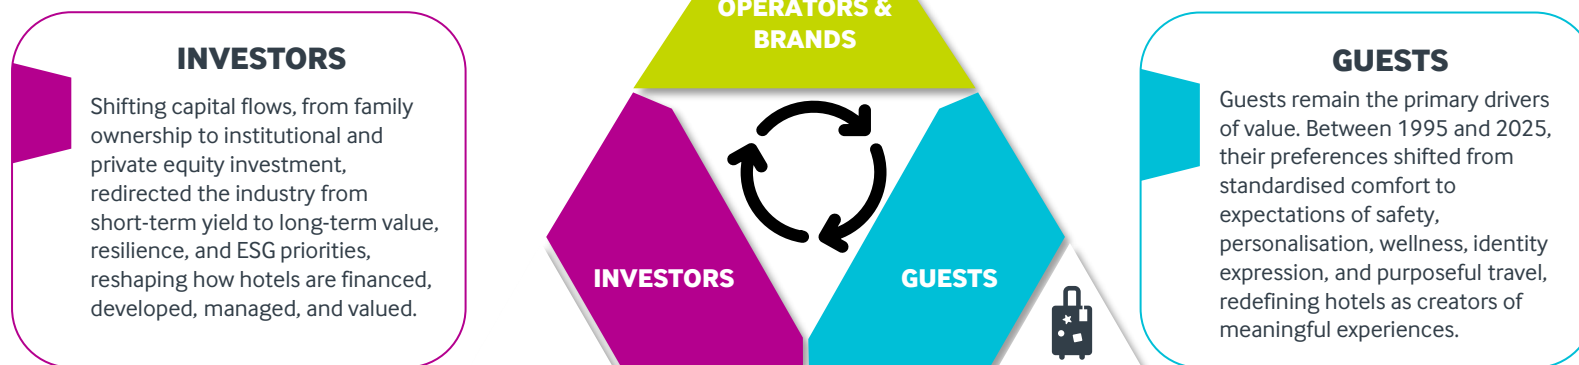 OPERATORS &
BRANDS
INVESTORS
Shifting capital flows, from family
ownership to institutional and
private equity investment,
redirected the industry from
short-term yield to long-term value,
resilience, and ESG priorities,
reshaping how hotels are financed,
developed, managed, and valued.
INVESTORS
GUESTS
GUESTS
Guests remain the primary drivers
of value. Between 1995 and 2025,
their preferences shifted from
standardised comfort to
expectations of safety,
personalisation, wellness, identity
expression, and purposeful travel,
redefining hotels as creators of
meaningful experiences.